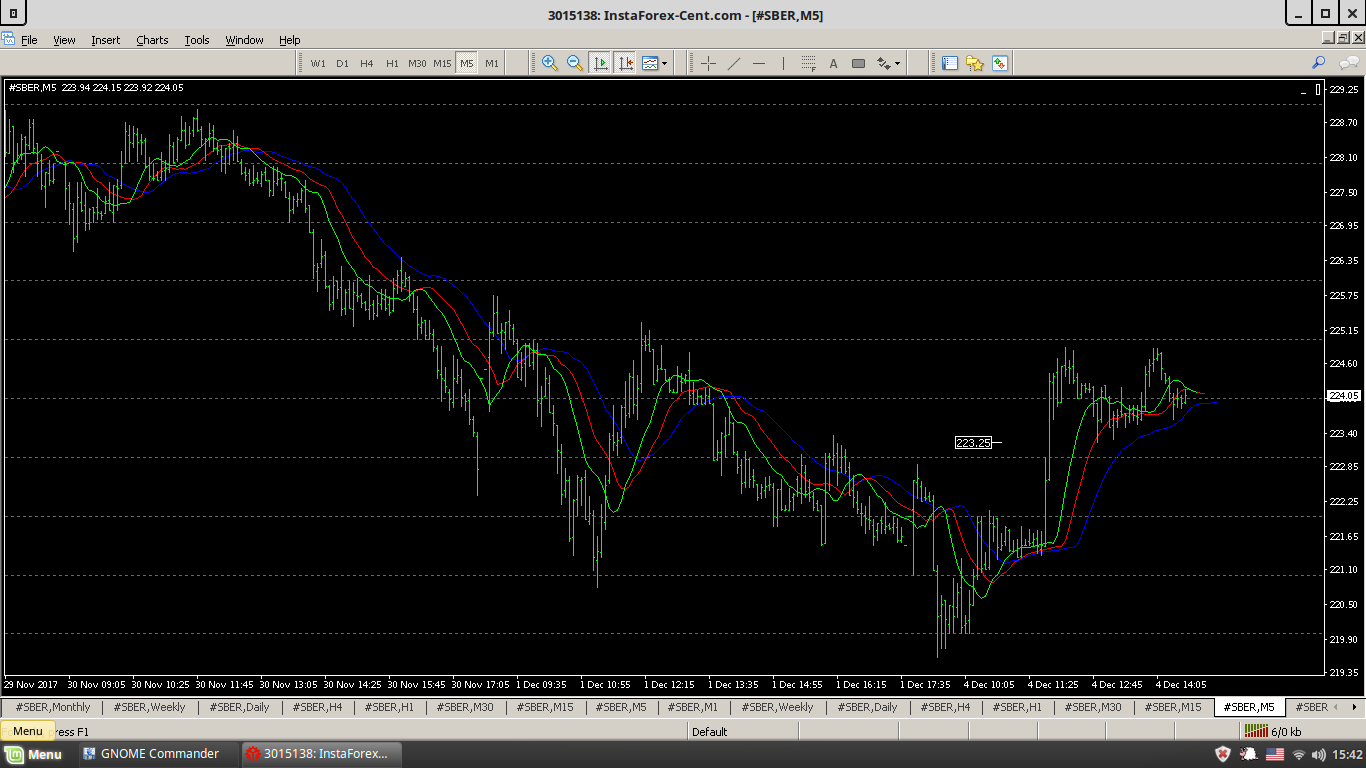 3015138: InstaForex-Cent.com - [#SBER,M5]
File View Insert Charts Tools Window Help
W1 D1 H4 H1 M30 M15 M5 M1 A
#SBER,M5 223.94 224.15 223.92 224.05
229.25
228.70
228.10
227.50
226.95
226.35
225.75
225.15
224.60
224.05
223.40
223.25
222.85
222.25
221.65
221.10
220.50
219.90
219.35
29 Nov 2017 30 Nov 09:05 30 Nov 10:25 30 Nov 11:45 30 Nov 13:05 30 Nov 14:25 30 Nov 15:45 30 Nov 17:05 1 Dec 09:35 1 Dec 10:55 1 Dec 12:15 1 Dec 13:35 1 Dec 14:55 1 Dec 16:15 1 Dec 17:35 4 Dec 10:05 4 Dec 11:25 4 Dec 12:45 4 Dec 14:05
#SBER,Monthly #SBER,Weekly #SBER,Daily #SBER,H4 #SBER,H1 #SBER,M30 #SBER,M15 #SBER,M5 #SBER,M1 #SBER,Weekly #SBER,Daily #SBER,H4 #SBER,H1 #SBER,M30 #SBER,M15 #SBER,M5 #SBER
Menu press F1 Default 6/0 kb
Menu GNOME Commander 3015138: InstaForex... 15:42